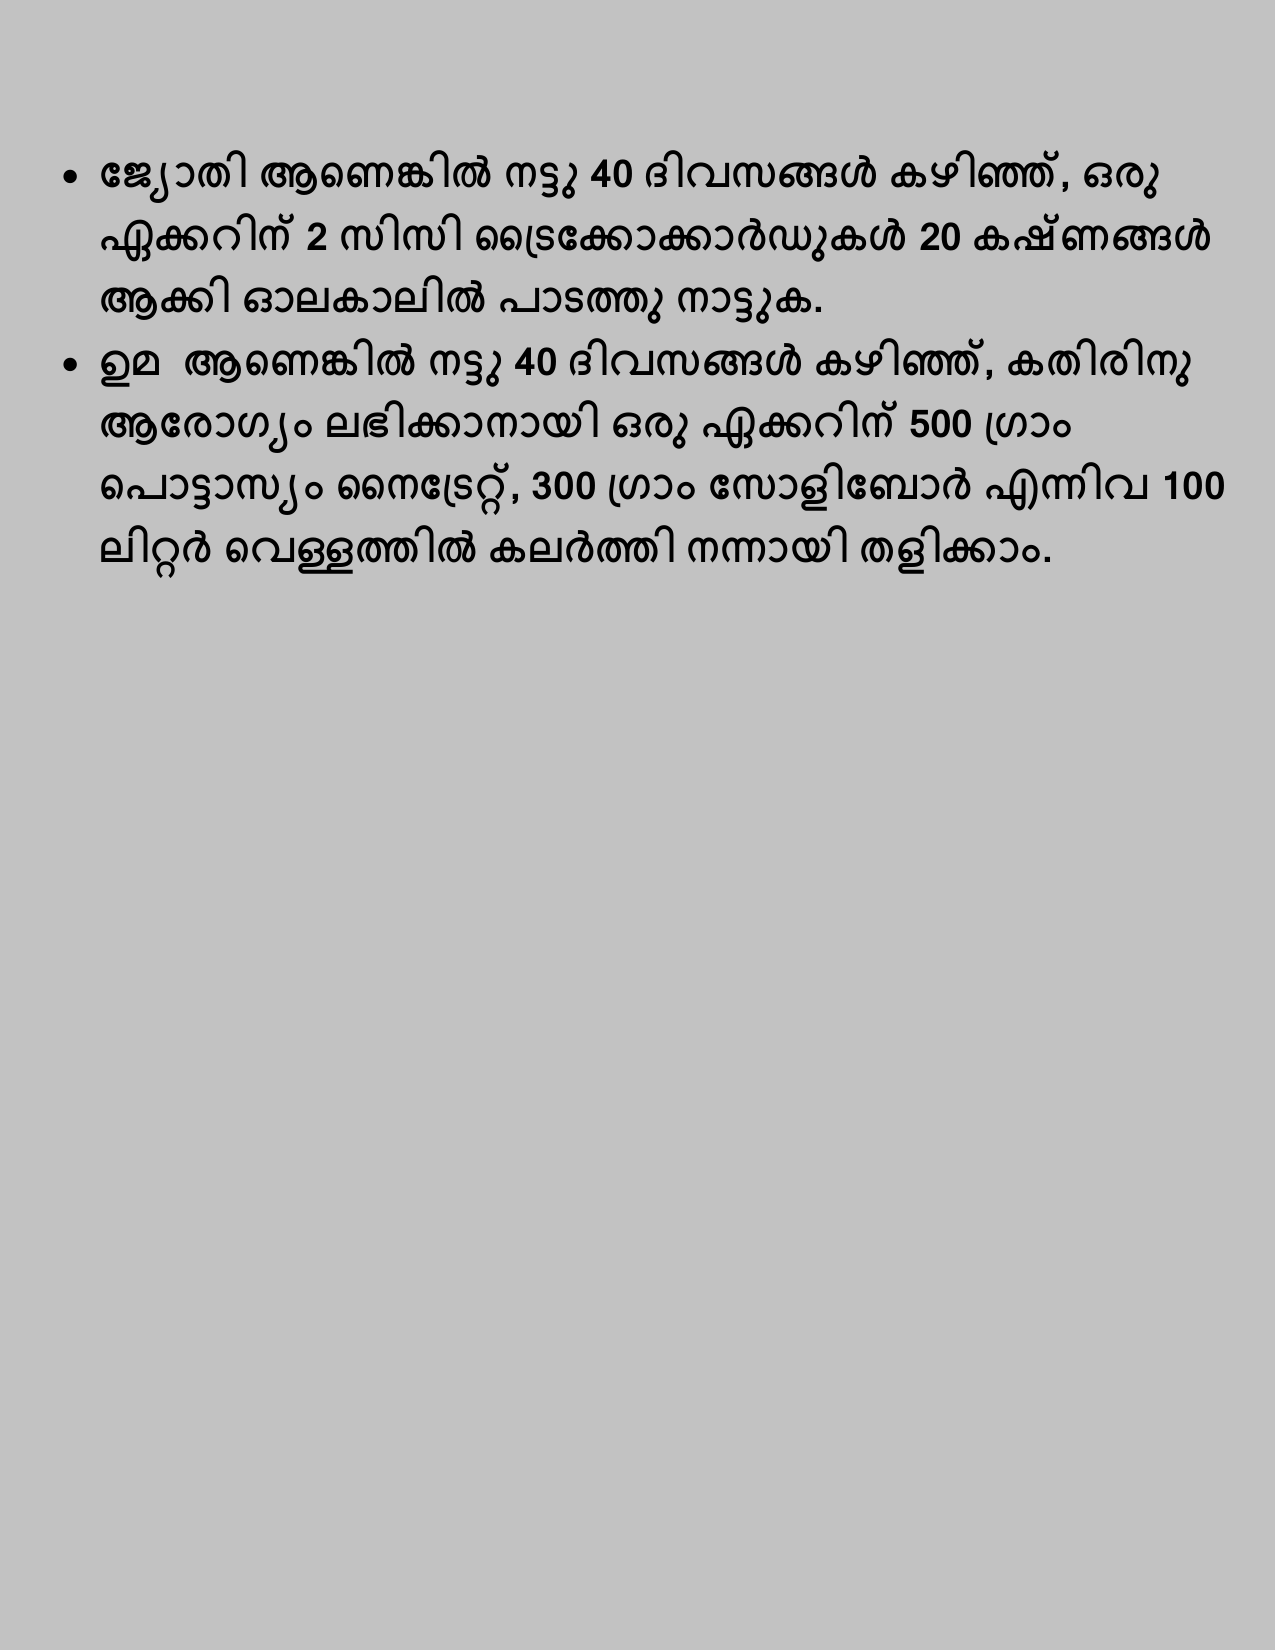 • ജ്യോതി ആണെങ്കിൽ നട്ടു 40 ദിവസങ്ങൾ കഴിഞ്ഞ്, ഒരു
ഏക്കറിന് 2 സിസി ട്രൈക്കോക്കാർഡുകൾ 20 കഷ്ണങ്ങൾ
ആക്കി ഓലകാലിൽ പാടത്തു നാട്ടുക.
• ഉമ ആണെങ്കിൽ നട്ടു 40 ദിവസങ്ങൾ കഴിഞ്ഞ്, കതിരിനു
ആരോഗ്യം ലഭിക്കാനായി ഒരു ഏക്കറിന് 500 ഗ്രാം
പൊട്ടാസ്യം നൈട്രേറ്റ്, 300 ഗ്രാം സോളിബോർ എന്നിവ 100
ലിറ്റർ വെള്ളത്തിൽ കലർത്തി നന്നായി തളിക്കാം.